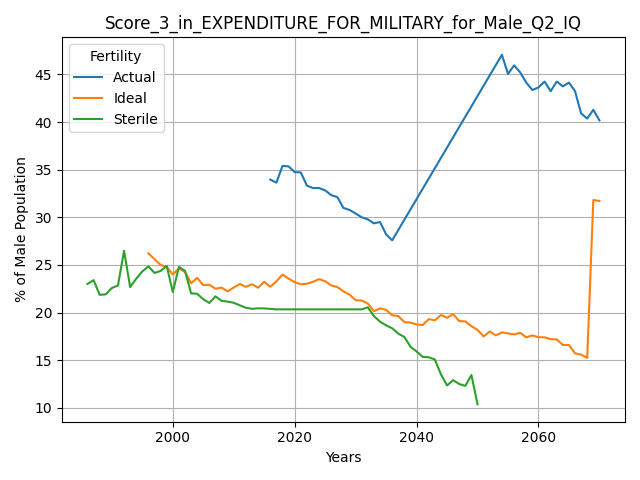 Score_3_in_EXPENDITURE_FOR_MILITARY_for_Male_Q2_IQ
Fertility
Actual
Ideal
Sterile
% of Male Population
45
40
35
30
25
20
15
10
2000 2020 2040 2060
Years